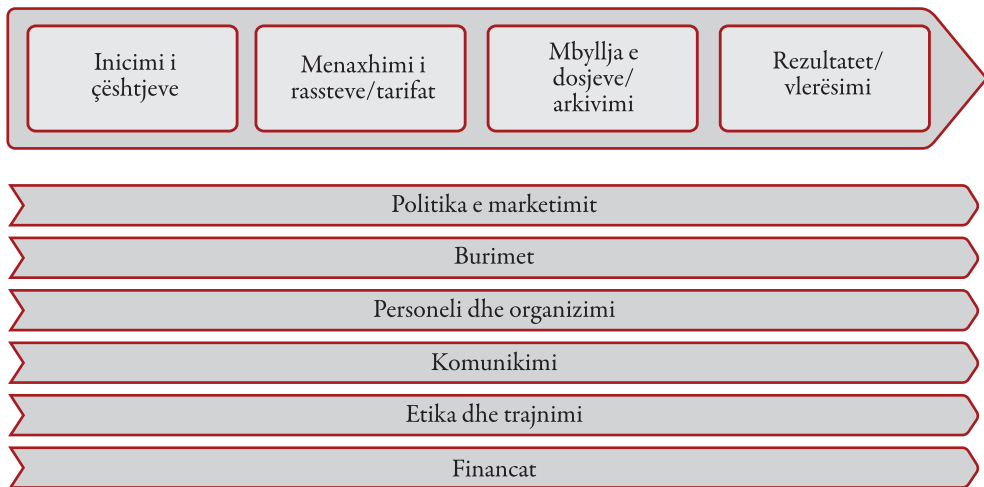 Inicimi i
çështjeve
Menaxhimi i
rassteve/tarifat
Mbyllja e
dosjeve/
arkivimi
Rezultatet/
vlerësimi
Politika e marketimit
Burimet
Personeli dhe organizimi
Komunikimi
Etika dhe trajnimi
Financat